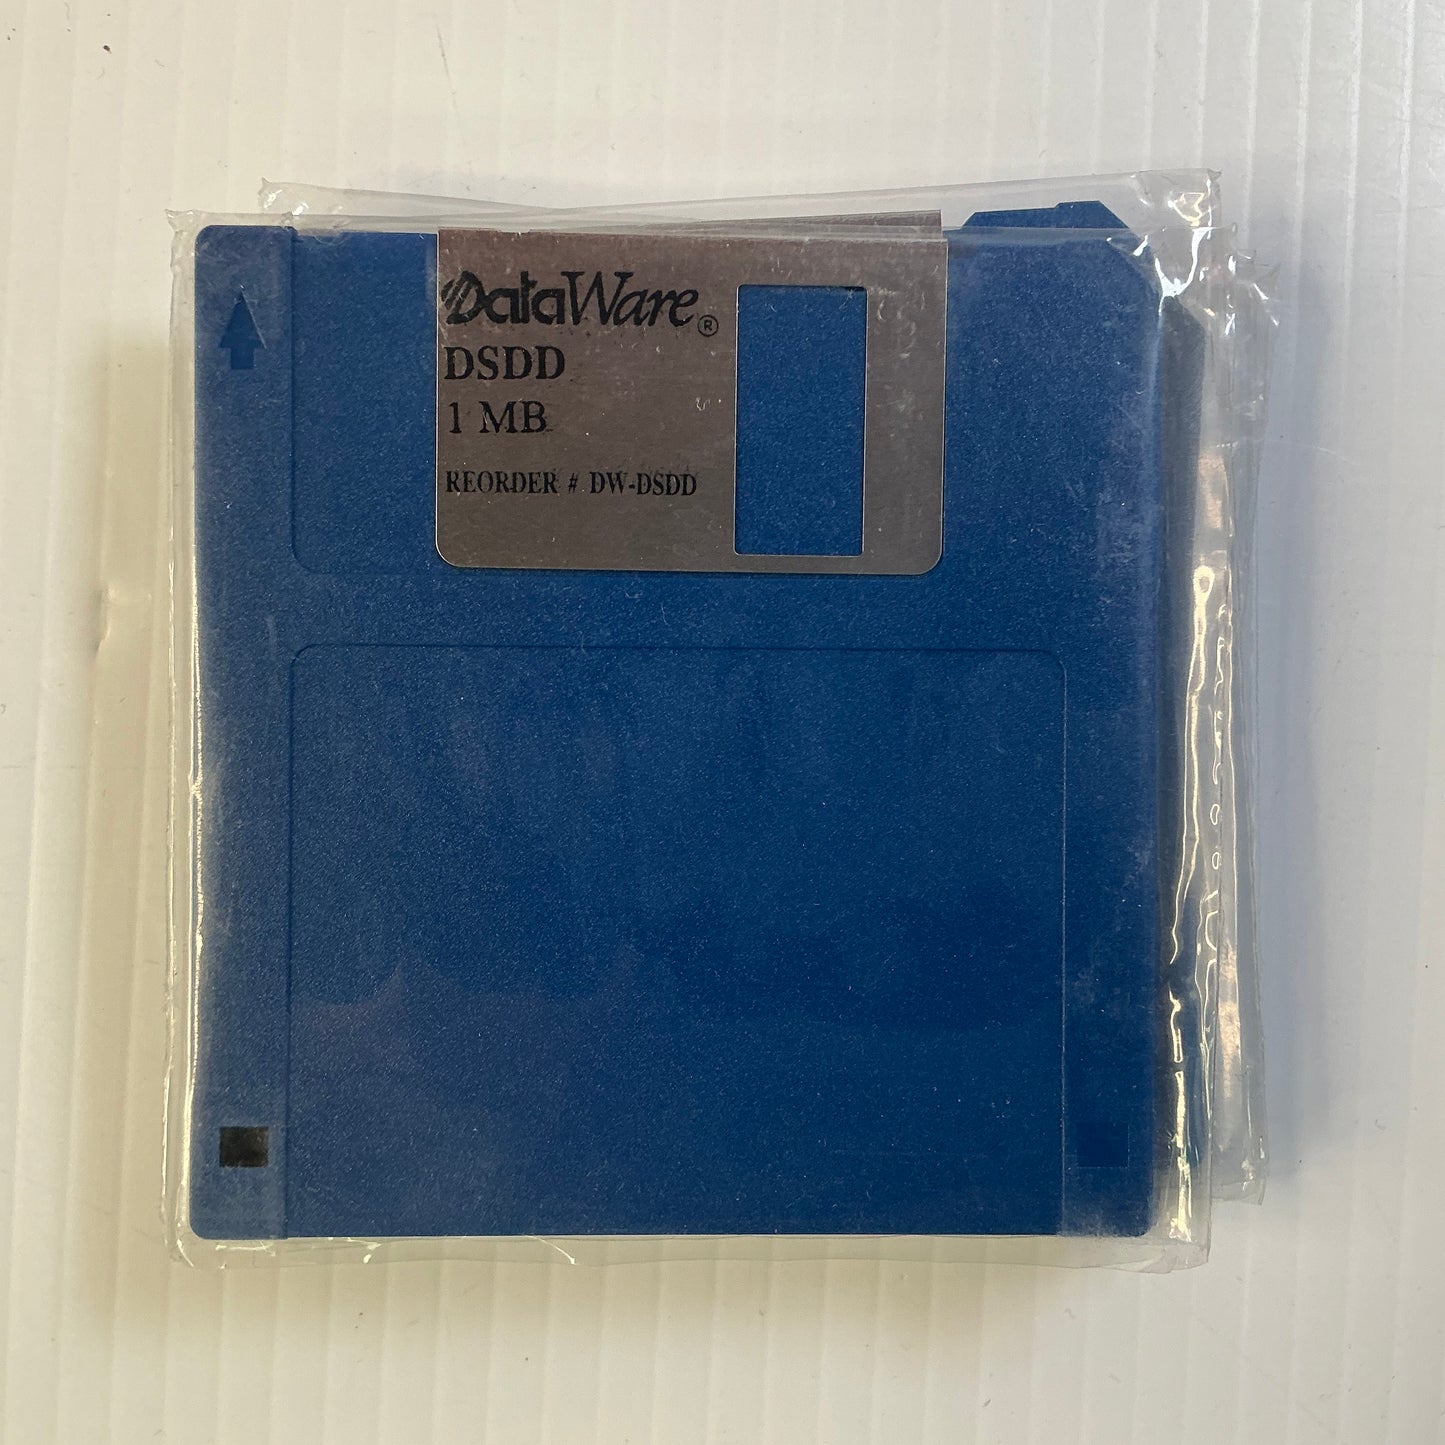 DataWare®
DSDD
1 MB
REORDER # DW-DSDD